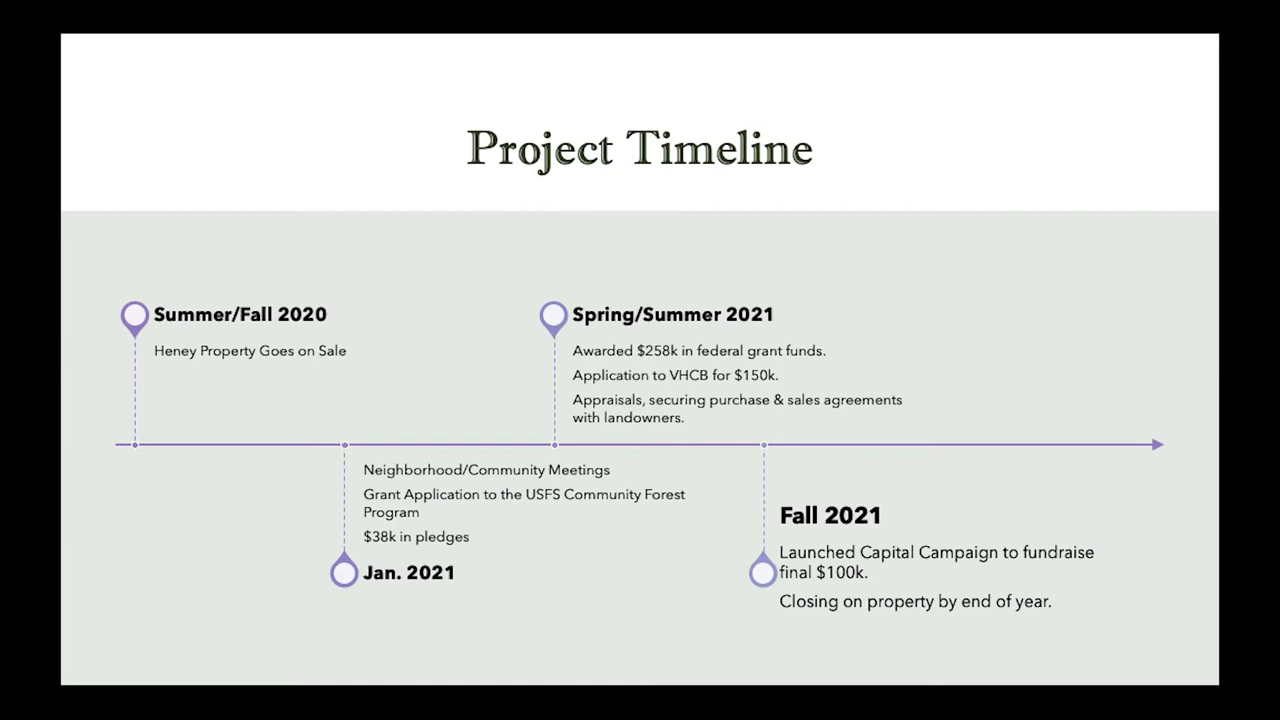 Project Timeline
Summer/Fall 2020
Heney Property Goes on Sale
Spring/Summer 2021
Awarded $258k in federal grant funds.
Application to VHCB for $150k.
Appraisals, securing purchase & sales agreements
with landowners.
Neighborhood/Community Meetings
Grant Application to the USFS Community Forest
Program
$38k in pledges
Jan. 2021
Fall 2021
Launched Capital Campaign to fundraise
final $100k.
Closing on property by end of year.